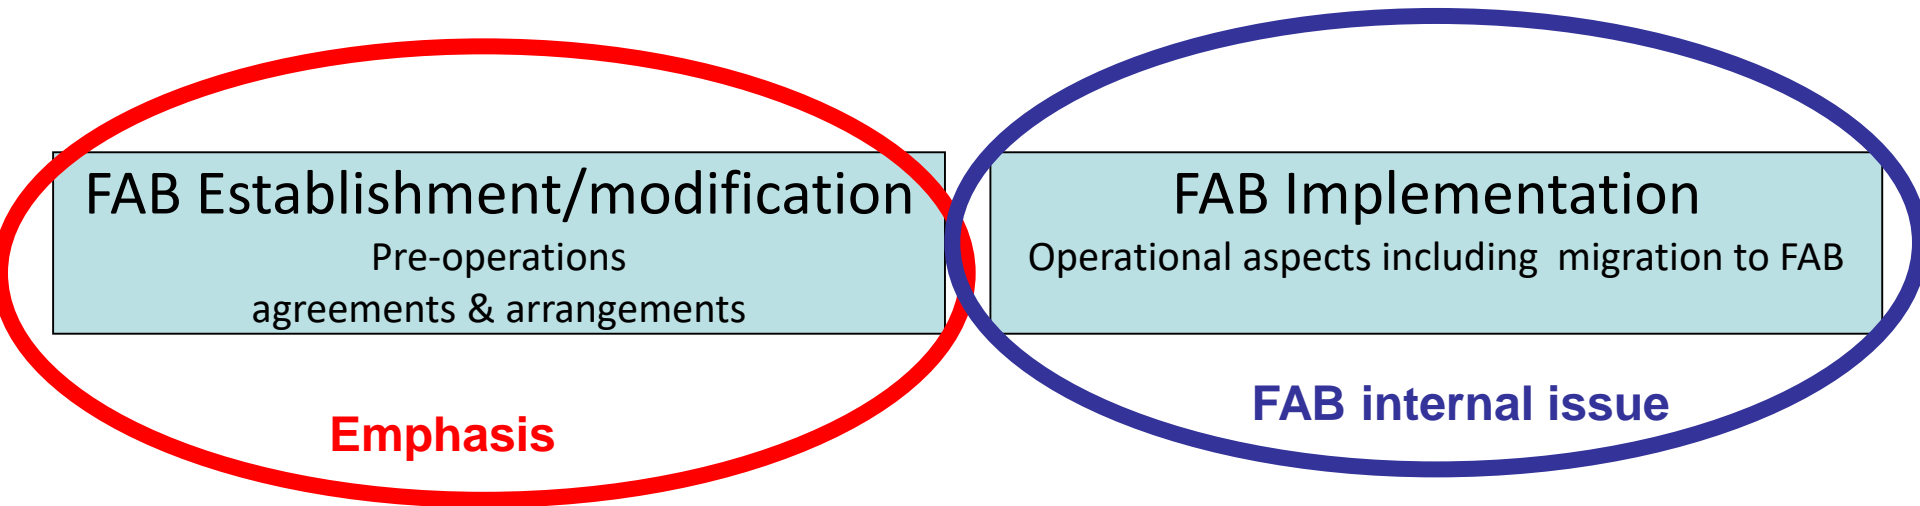 FAB Establishment/modification
Pre-operations
agreements & arrangements
Emphasis
FAB Implementation
Operational aspects including  migration to FAB
FAB internal issue